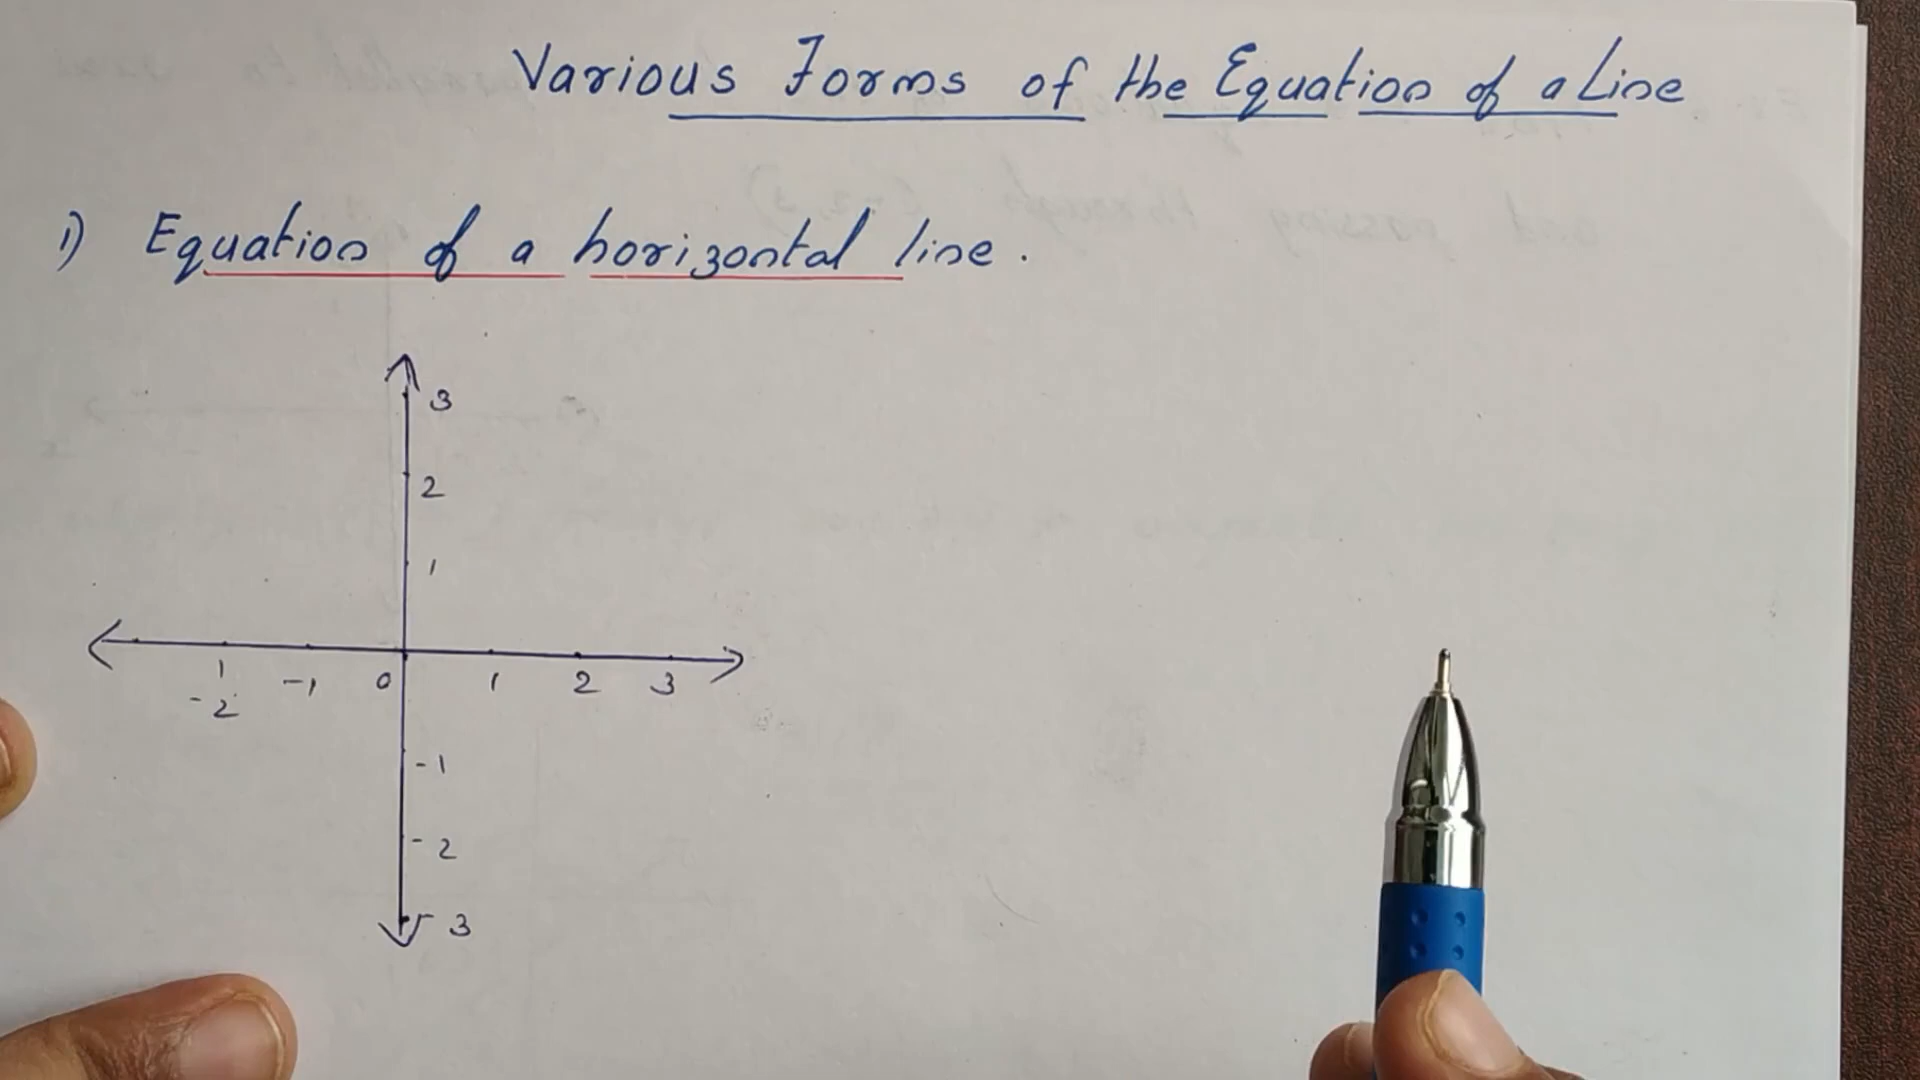 Various Forms of the Equation of a Line
1) Equation of a horizontal line.
3
2
1
1
-2 -1 0 1 2 3
-1
-2
-3